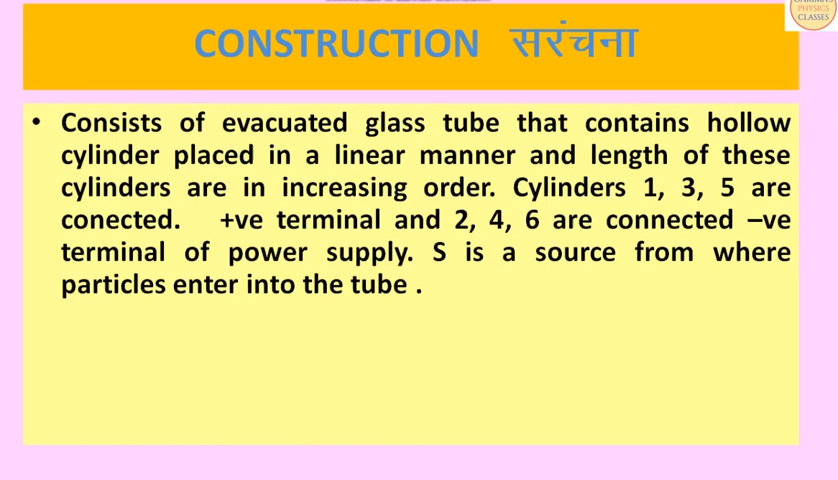 PHYSICS
CLASSES
CONSTRUCTION सरंचना
• Consists of evacuated glass tube that contains hollow
cylinder placed in a linear manner and length of these
cylinders are in increasing order. Cylinders 1, 3, 5 are
conected. +ve terminal and 2, 4, 6 are connected –ve
terminal of power supply. S is a source from where
particles enter into the tube .